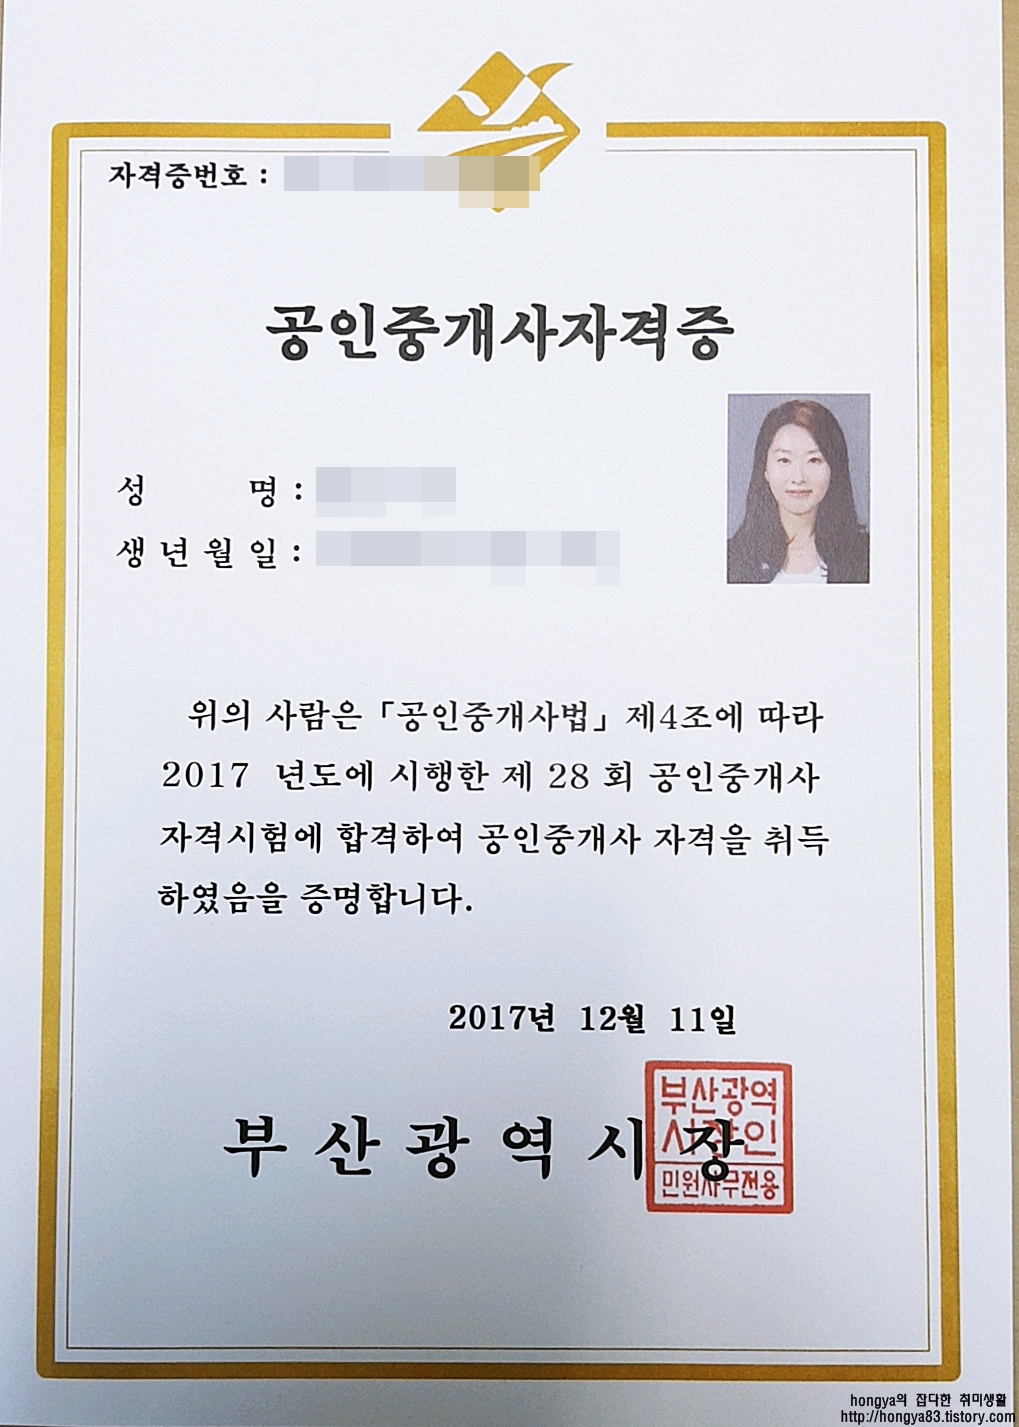 자격증번호 :
공인중개사자격증
성 명 :
생 년 월 일 :
위의 사람은 「공인중개사법」 제4조에 따라
2017 년도에 시행한 제 28 회 공인중개사
자격시험에 합격하여 공인중개사 자격을 취득
하였음을 증명합니다.
2017년 12월 11일
부 산 광 역 시 장
부산광역
시장인
민원사무전용
hongya의 잡다한 취미생활
http://hongya83.tistory.com